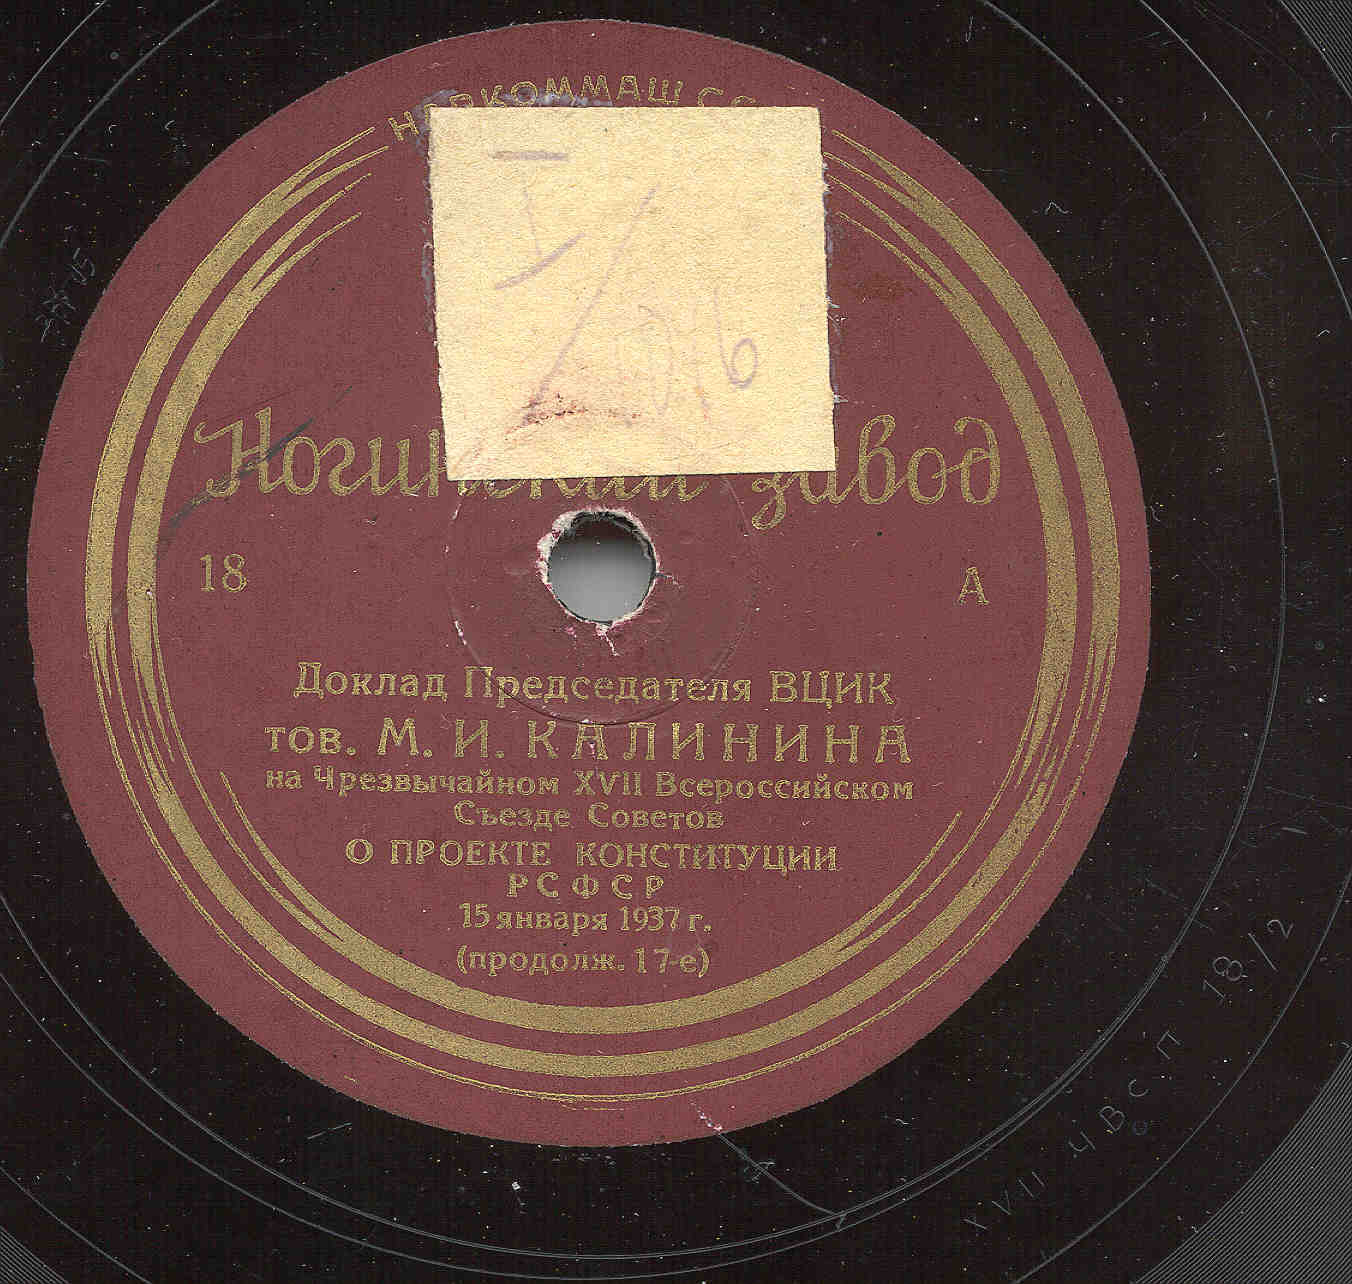 I
завод
18
А
Доклад Председателя ВЦИК
тов. М. И. КАЛИНИНА
на Чрезвычайном XVII Всероссийском
Съезде Советов
О ПРОЕКТЕ КОНСТИТУЦИИ
РСФСР
15 января 1937 г.
(продолж. 17-е)
XVII Ч В С П 18/2